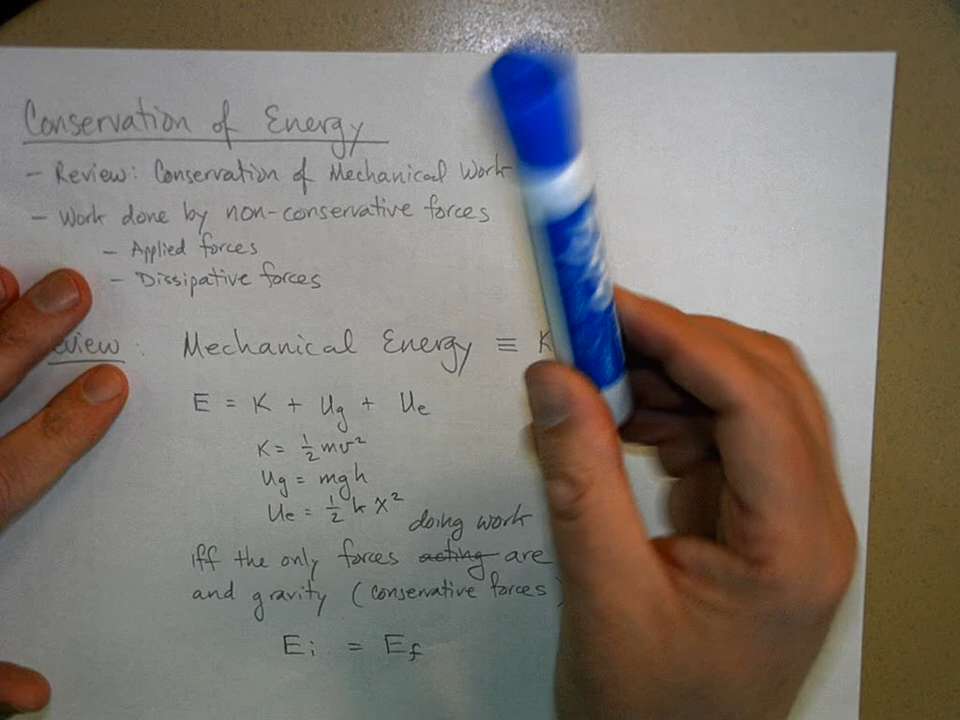 Conservation of Energy
- Review: Conservation of Mechanical Work
- Work done by non-conservative forces
- Applied forces
- Dissipative forces
eview : Mechanical Energy ≡ K
E = K + Ug + Ue
K = ½mv²
Ug = mgh
Ue = ½kx²
doing work
iff the only forces acting are
and gravity (conservative forces)
Ei = Ef